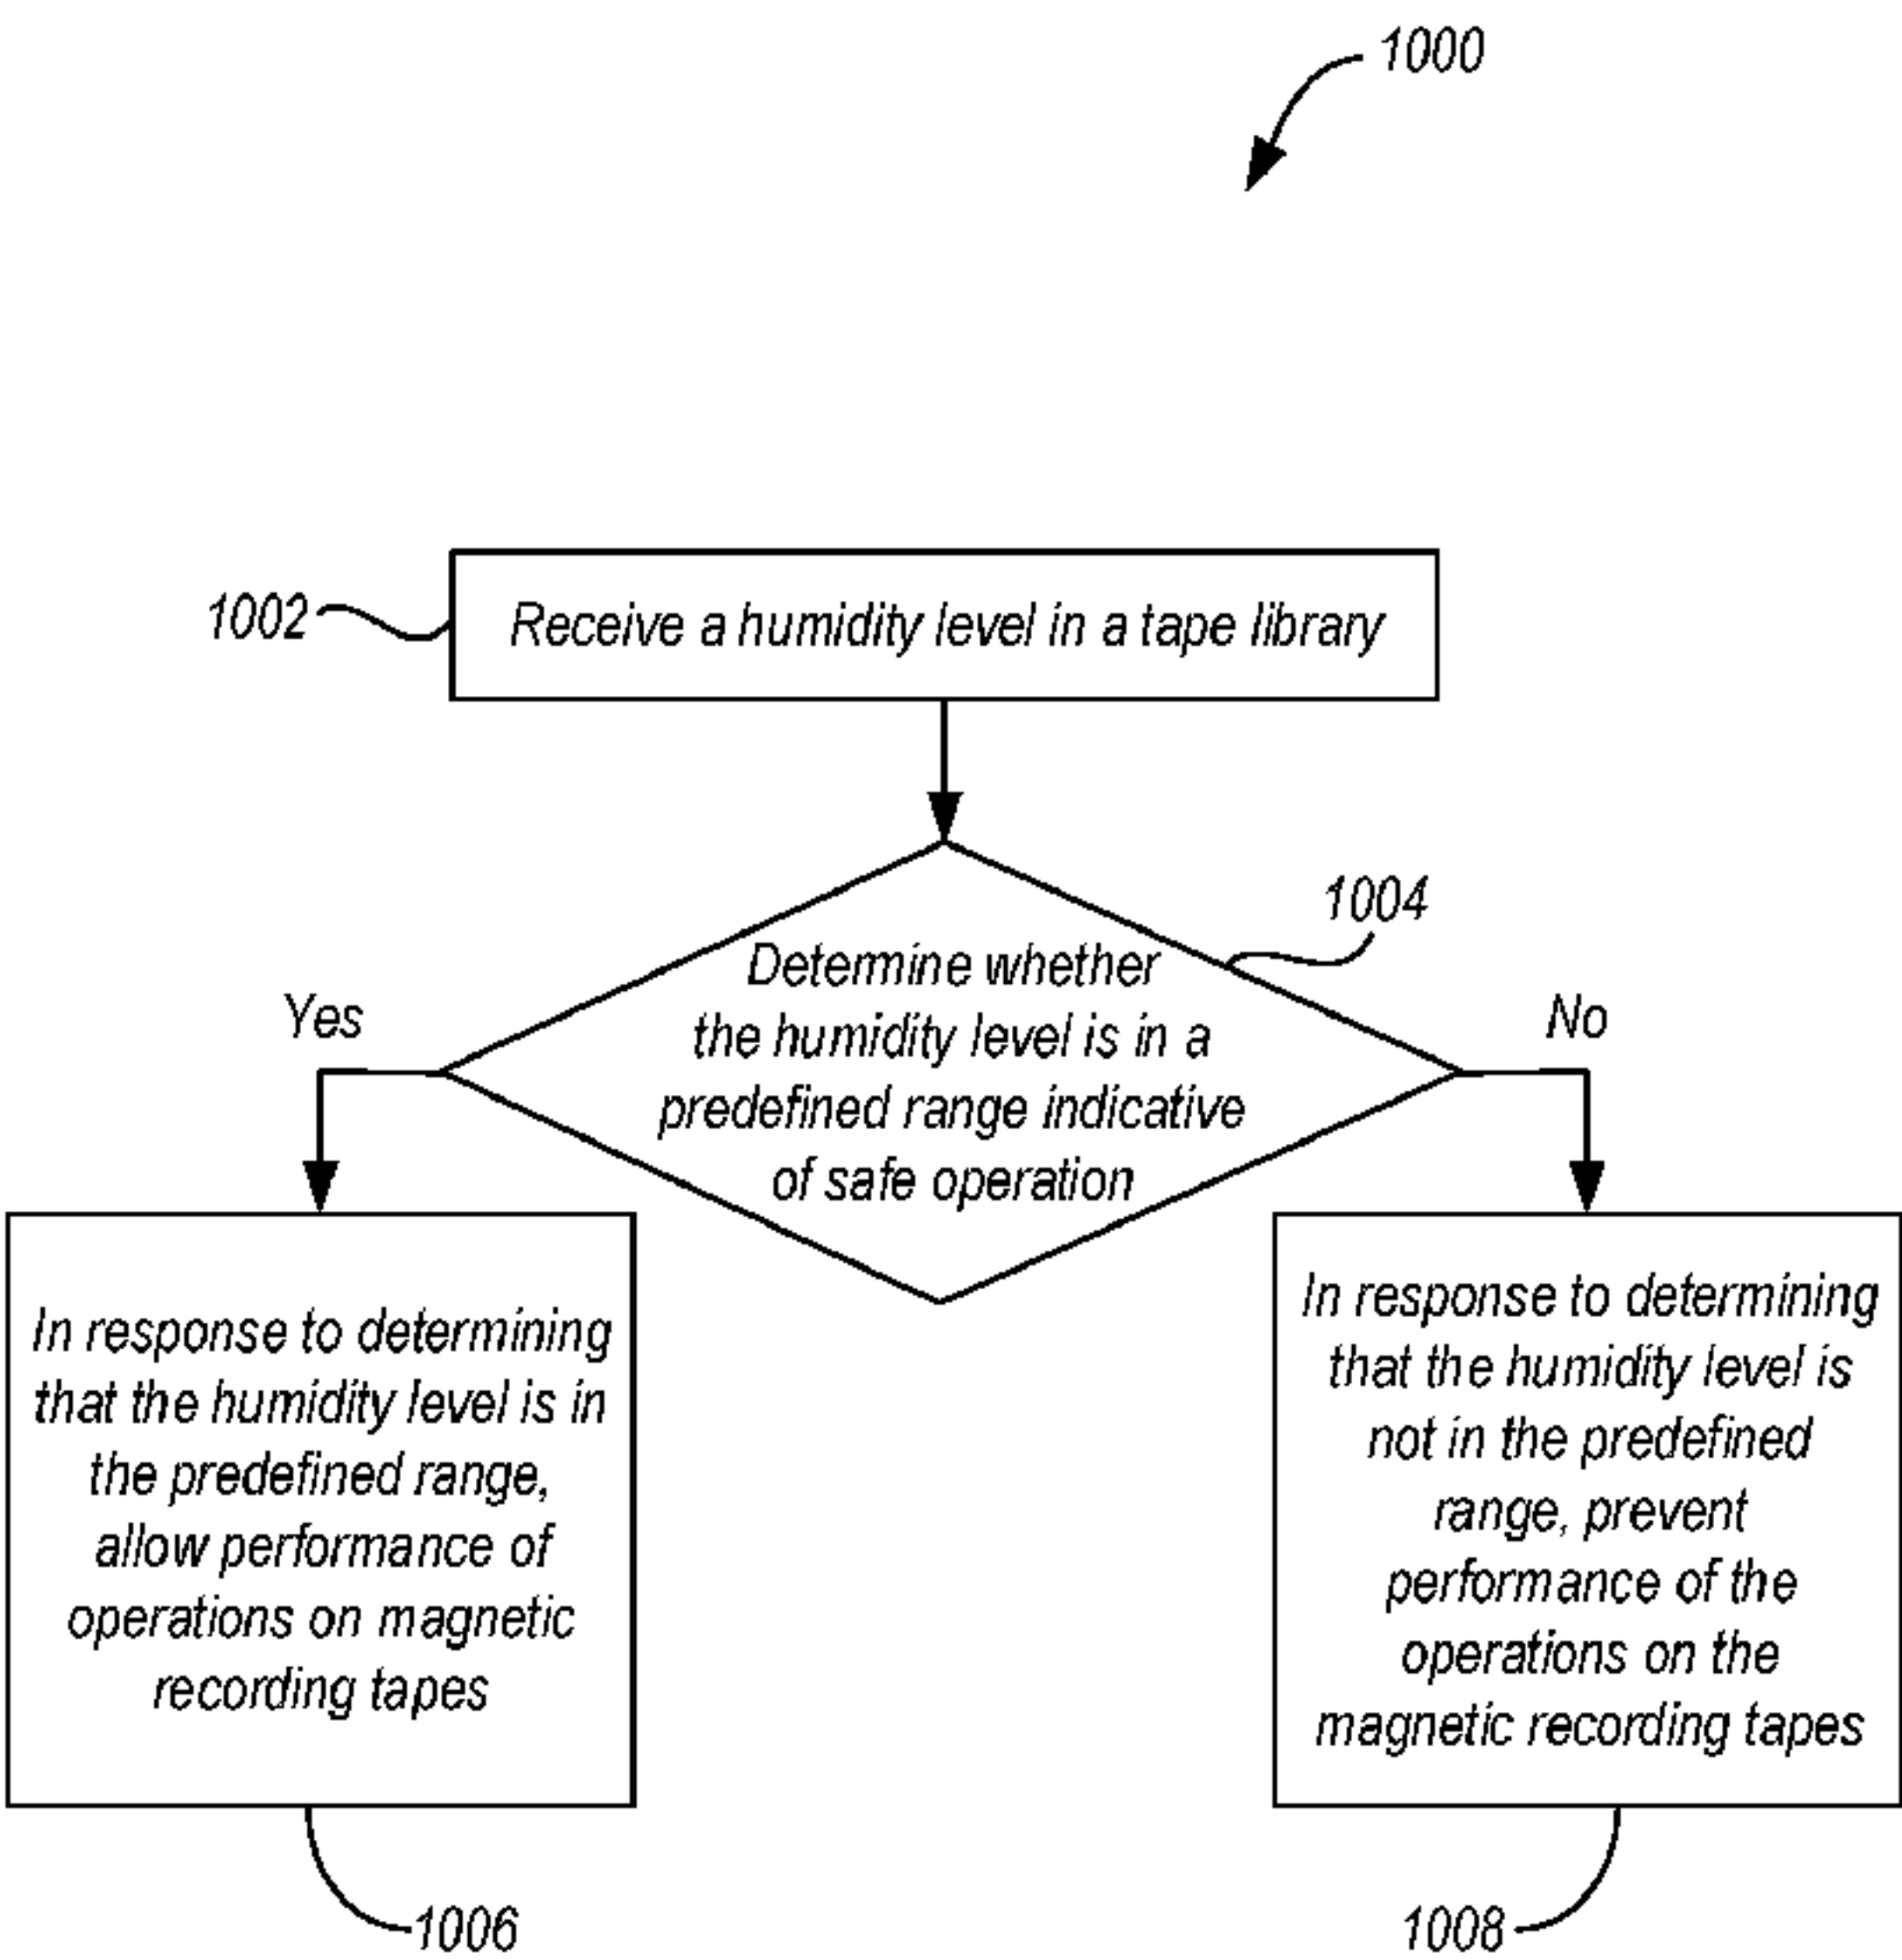 1000
1002
Receive a humidity level in a tape library
1004
Determine whether
the humidity level is in a
predefined range indicative
of safe operation
Yes
No
In response to determining
that the humidity level is in
the predefined range,
allow performance of
operations on magnetic
recording tapes
In response to determining
that the humidity level is
not in the predefined
range, prevent
performance of the
operations on the
magnetic recording tapes
1006
1008